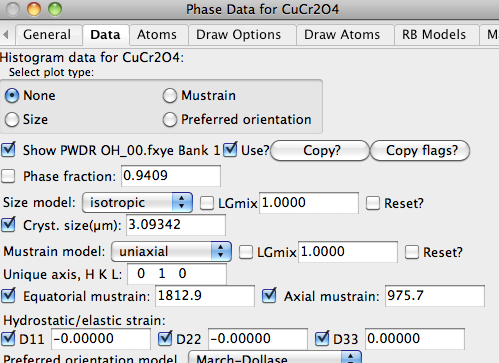 Phase Data for CuCr2O4
General Data Atoms Draw Options Draw Atoms RB Models
Histogram data for CuCr2O4:
Select plot type:
None Mustrain
Size Preferred orientation
Show PWDR OH_00.fxye Bank 1 Use? Copy? Copy flags?
Phase fraction: 0.9409
Size model: isotropic LGmix 1.0000 Reset?
Cryst. size(μm): 3.09342
Mustrain model: uniaxial LGmix 1.0000 Reset?
Unique axis, H K L: 0 1 0
Equatorial mustrain: 1812.9 Axial mustrain: 975.7
Hydrostatic/elastic strain:
D11 -0.00000 D22 -0.00000 D33 0.00000
Preferred orientation model March-Dollase